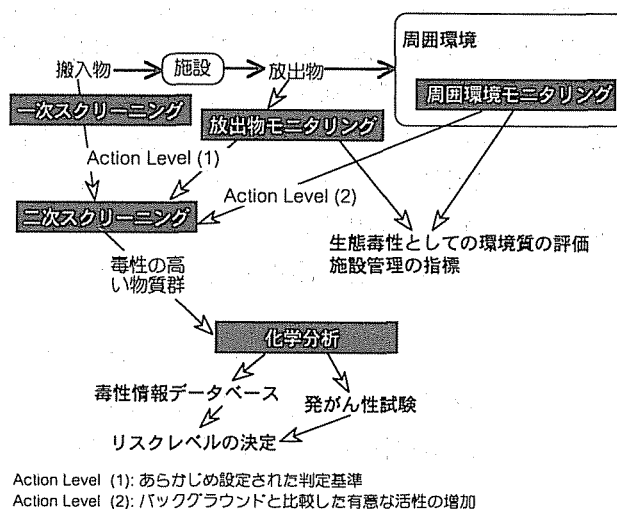 周囲環境
搬入物
施設
放出物
一次スクリーニング
放出物モニタリング
周囲環境モニタリング
Action Level (1)
Action Level (2)
二次スクリーニング
生態毒性としての環境質の評価
施設管理の指標
毒性の高
い物質群
化学分析
毒性情報データベース
発がん性試験
リスクレベルの決定
Action Level (1): あらかじめ設定された判定基準
Action Level (2): バックグラウンドと比較した有意な活性の増加